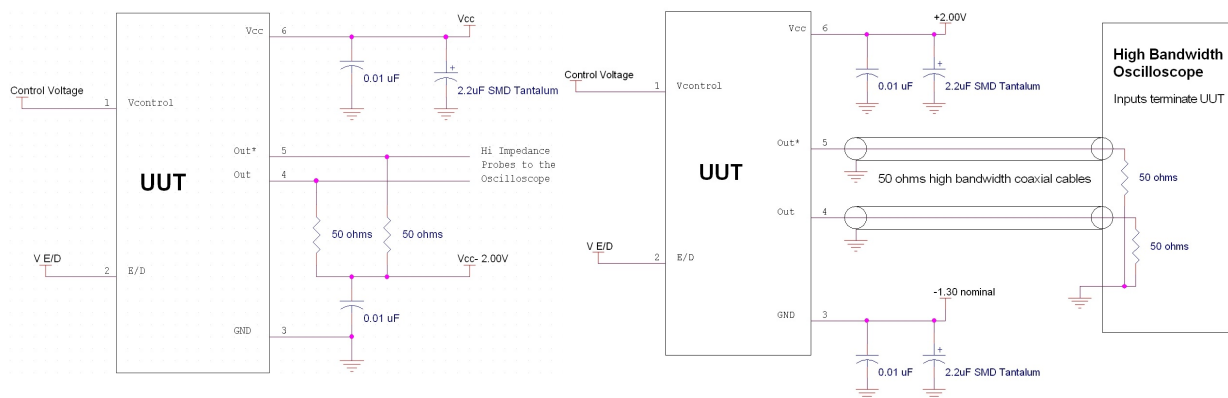 Vcc
Vcc
6
0.01 uF
+
2.2uF SMD Tantalum
Control Voltage
1
Vcontrol
Out*
5
Hi Impedance
Probes to the
Oscilloscope
Out
4
UUT
50 ohms
50 ohms
V E/D
2
E/D
Vcc- 2.00V
0.01 uF
GND
3
+2.00V
Vcc
6
0.01 uF
+
2.2uF SMD Tantalum
Control Voltage
1
Vcontrol
Out*
5
UUT
50 ohms high bandwidth coaxial cables
Out
4
V E/D
2
E/D
-1.30 nominal
GND
3
0.01 uF
+
2.2uF SMD Tantalum
High Bandwidth
Oscilloscope
Inputs terminate UUT
50 ohms
50 ohms